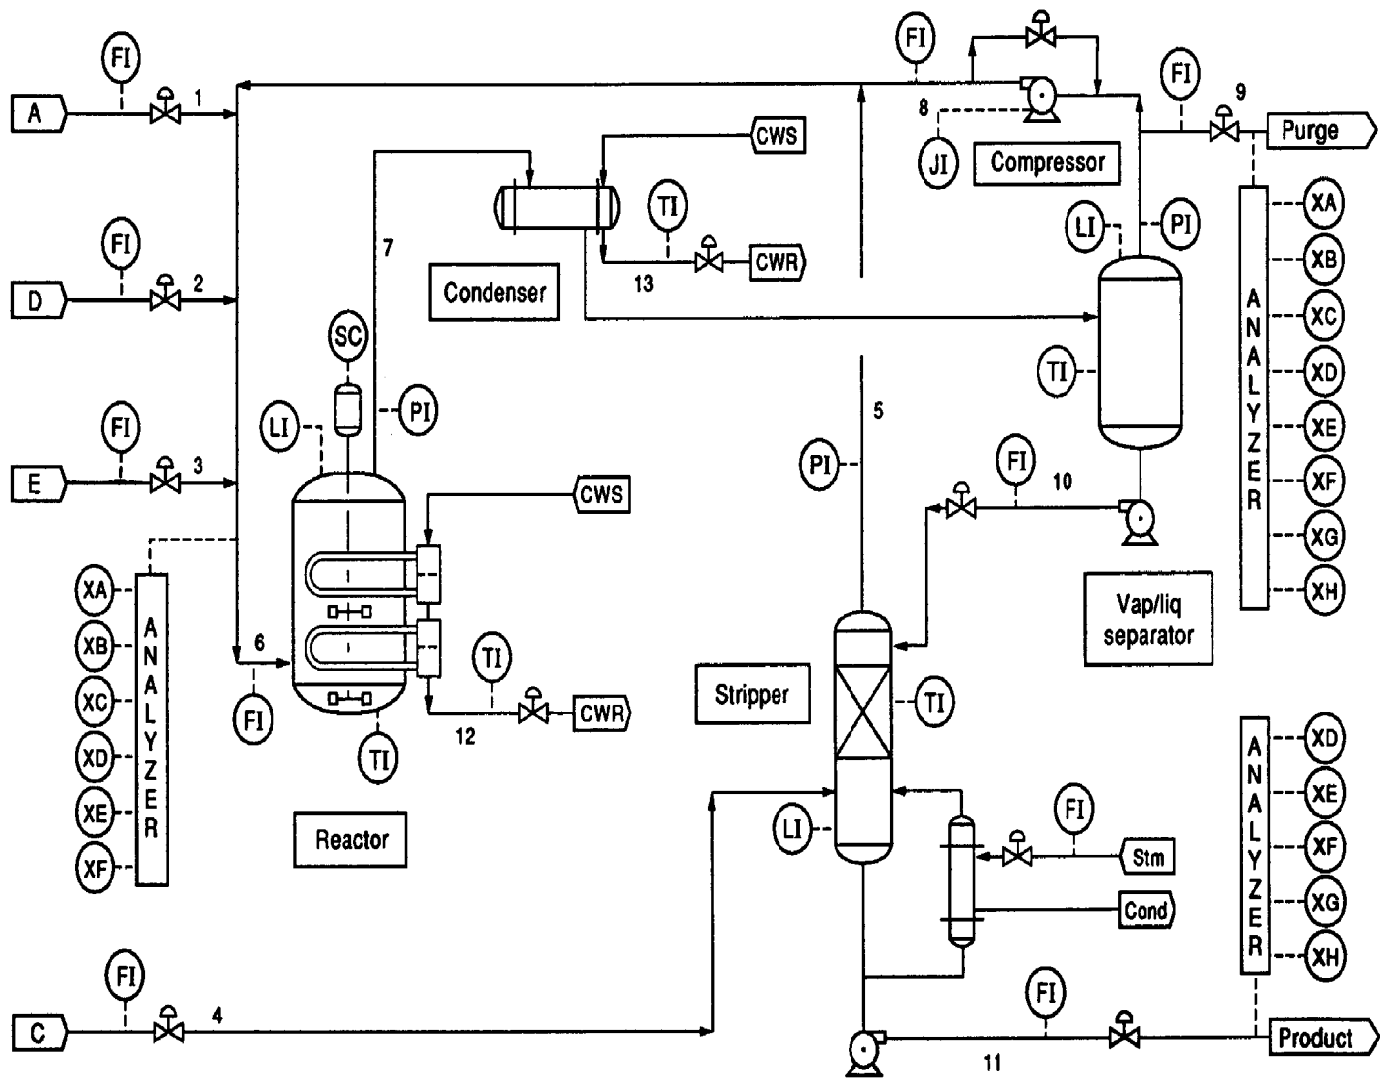 FI
A
1
FI
D
2
FI
E
3
XA
XB
XC
XD
XE
XF
ANALYZER
6
FI
FI
C
4
SC
LI
PI
7
TI
Reactor
CWS
TI
12
CWR
CWS
TI
13
CWR
Condenser
FI
8
JI
Compressor
FI
9
Purge
LI
PI
TI
5
PI
FI
10
Vap/liq
separator
Stripper
TI
LI
FI
Stm
Cond
FI
11
Product
ANALYZER
XA
XB
XC
XD
XE
XF
XG
XH
ANALYZER
XD
XE
XF
XG
XH